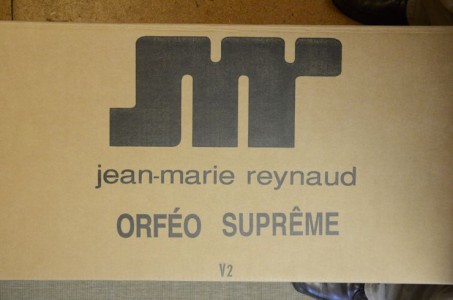 JMR
jean-marie reynaud
ORFÉO SUPRÊME
V2